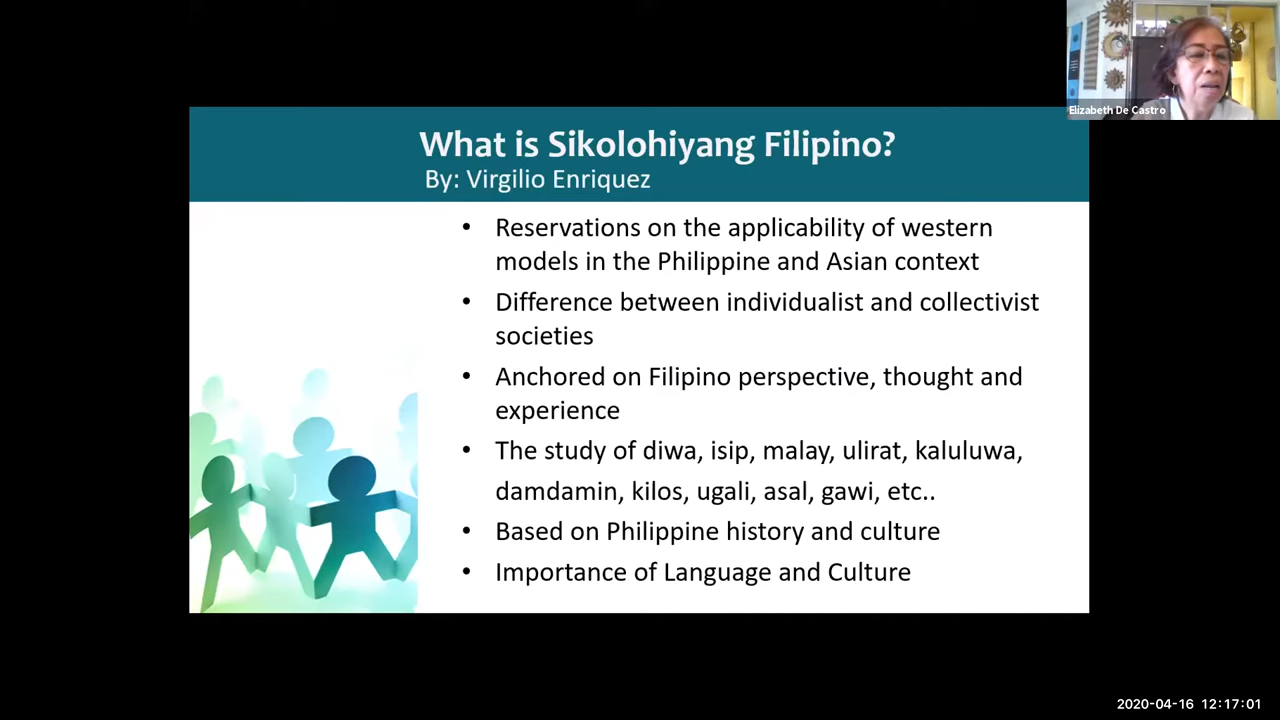 Elizabeth De Castro
What is Sikolohiyang Filipino?
By: Virgilio Enriquez
• Reservations on the applicability of western
models in the Philippine and Asian context
• Difference between individualist and collectivist
societies
• Anchored on Filipino perspective, thought and
experience
• The study of diwa, isip, malay, ulirat, kaluluwa,
damdamin, kilos, ugali, asal, gawi, etc..
• Based on Philippine history and culture
• Importance of Language and Culture
2020-04-16 12:17:01